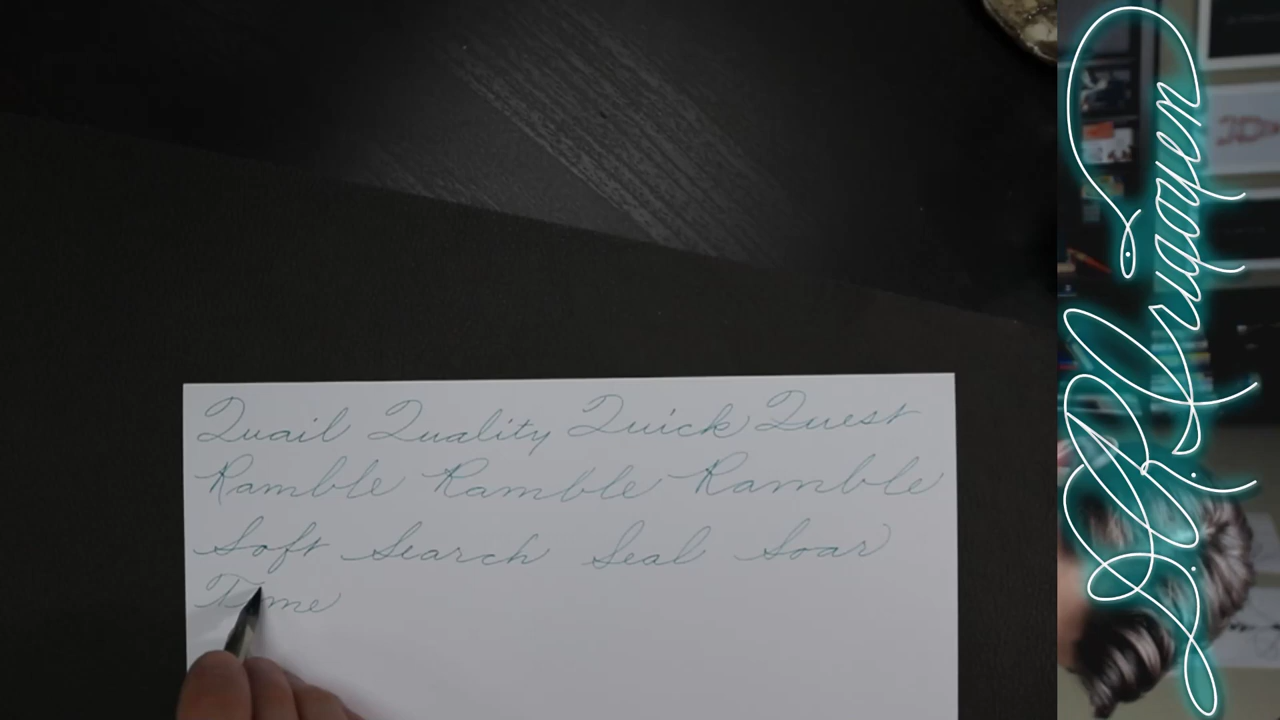 Quail Quality Quick Quest
Ramble Ramble Ramble
Soft Search Seal Soar
Time